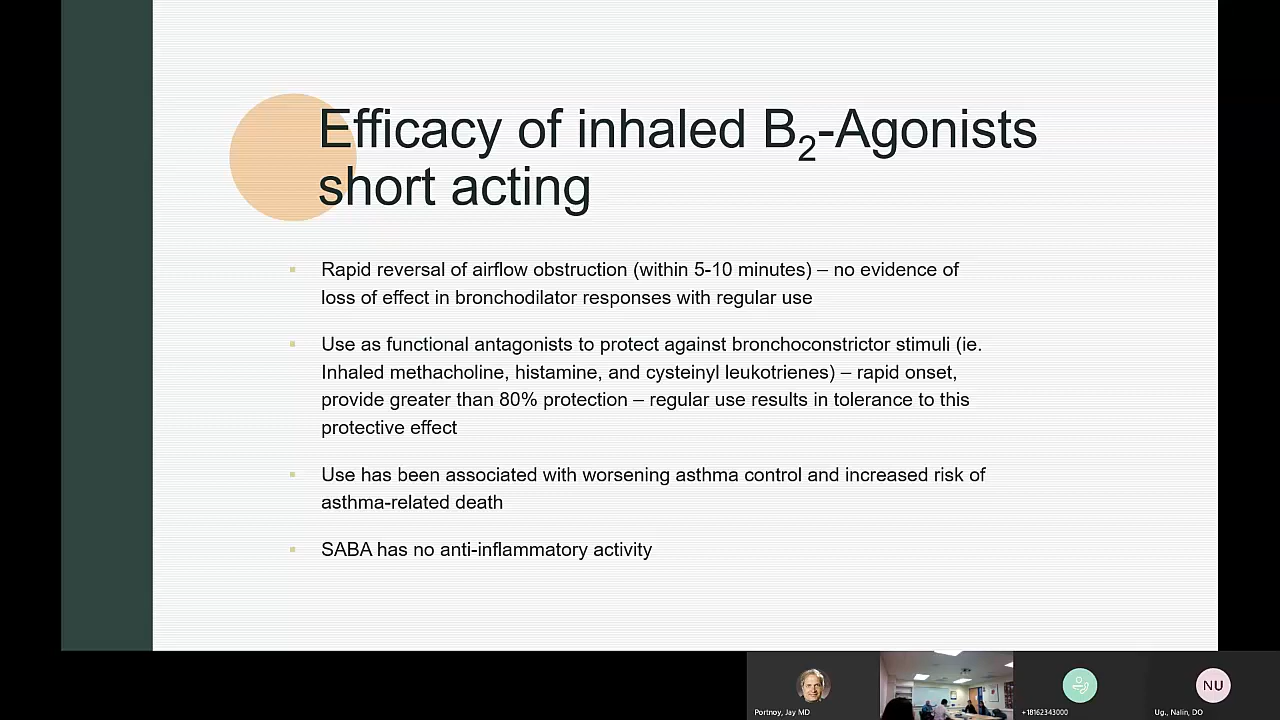 Efficacy of inhaled B2-Agonists
short acting
Rapid reversal of airflow obstruction (within 5-10 minutes) – no evidence of
loss of effect in bronchodilator responses with regular use
Use as functional antagonists to protect against bronchoconstrictor stimuli (ie.
Inhaled methacholine, histamine, and cysteinyl leukotrienes) – rapid onset,
provide greater than 80% protection – regular use results in tolerance to this
protective effect
Use has been associated with worsening asthma control and increased risk of
asthma-related death
SABA has no anti-inflammatory activity
NU
Portnoy, Jay MD
+18162343000
Ug., Nalin, DO